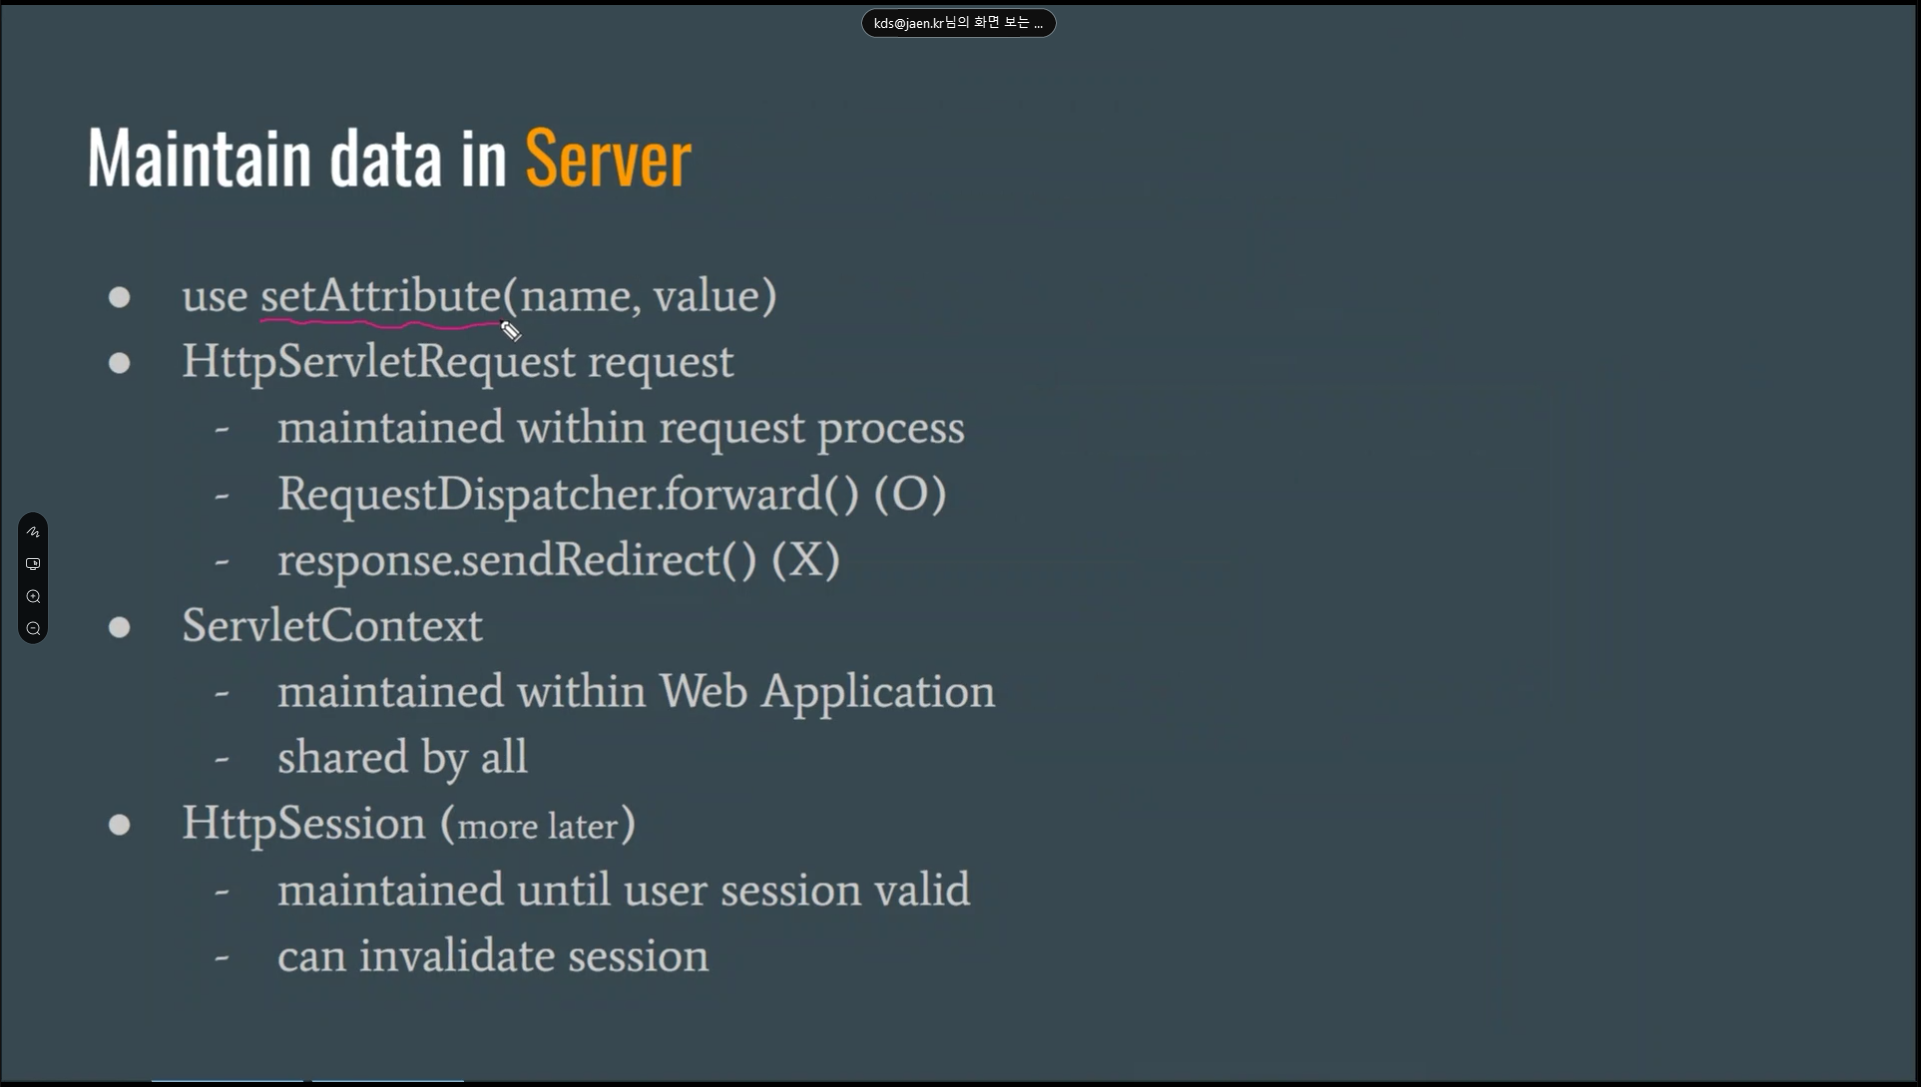 kds@jaen.kr님의 화면 보는 ...
Maintain data in Server
● use setAttribute(name, value)
● HttpServletRequest request
- maintained within request process
- RequestDispatcher.forward() (O)
- response.sendRedirect() (X)
● ServletContext
- maintained within Web Application
- shared by all
● HttpSession (more later)
- maintained until user session valid
- can invalidate session